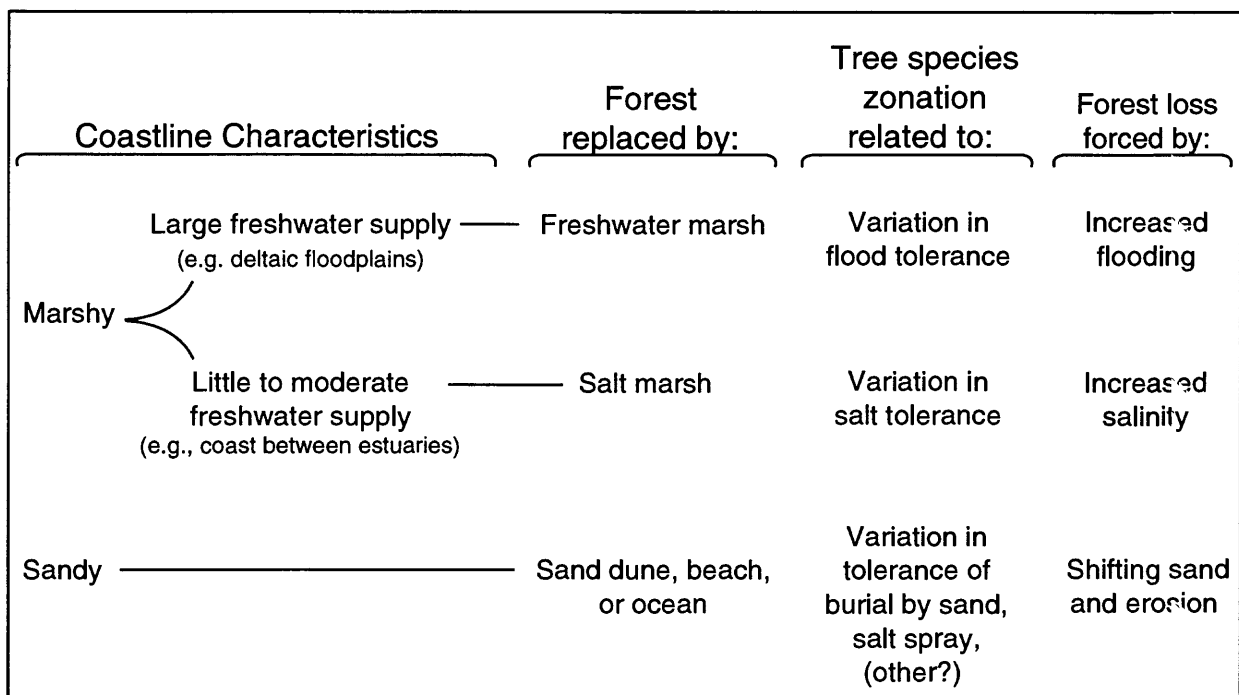 Coastline Characteristics
Forest
replaced by:
Tree species
zonation
related to:
Forest loss
forced by:
Marshy
Large freshwater supply
(e.g. deltaic floodplains)
Freshwater marsh
Variation in
flood tolerance
Increased
flooding
Little to moderate
freshwater supply
(e.g., coast between estuaries)
Salt marsh
Variation in
salt tolerance
Increased
salinity
Sandy
Sand dune, beach,
or ocean
Variation in
tolerance of
burial by sand,
salt spray,
(other?)
Shifting sand
and erosion